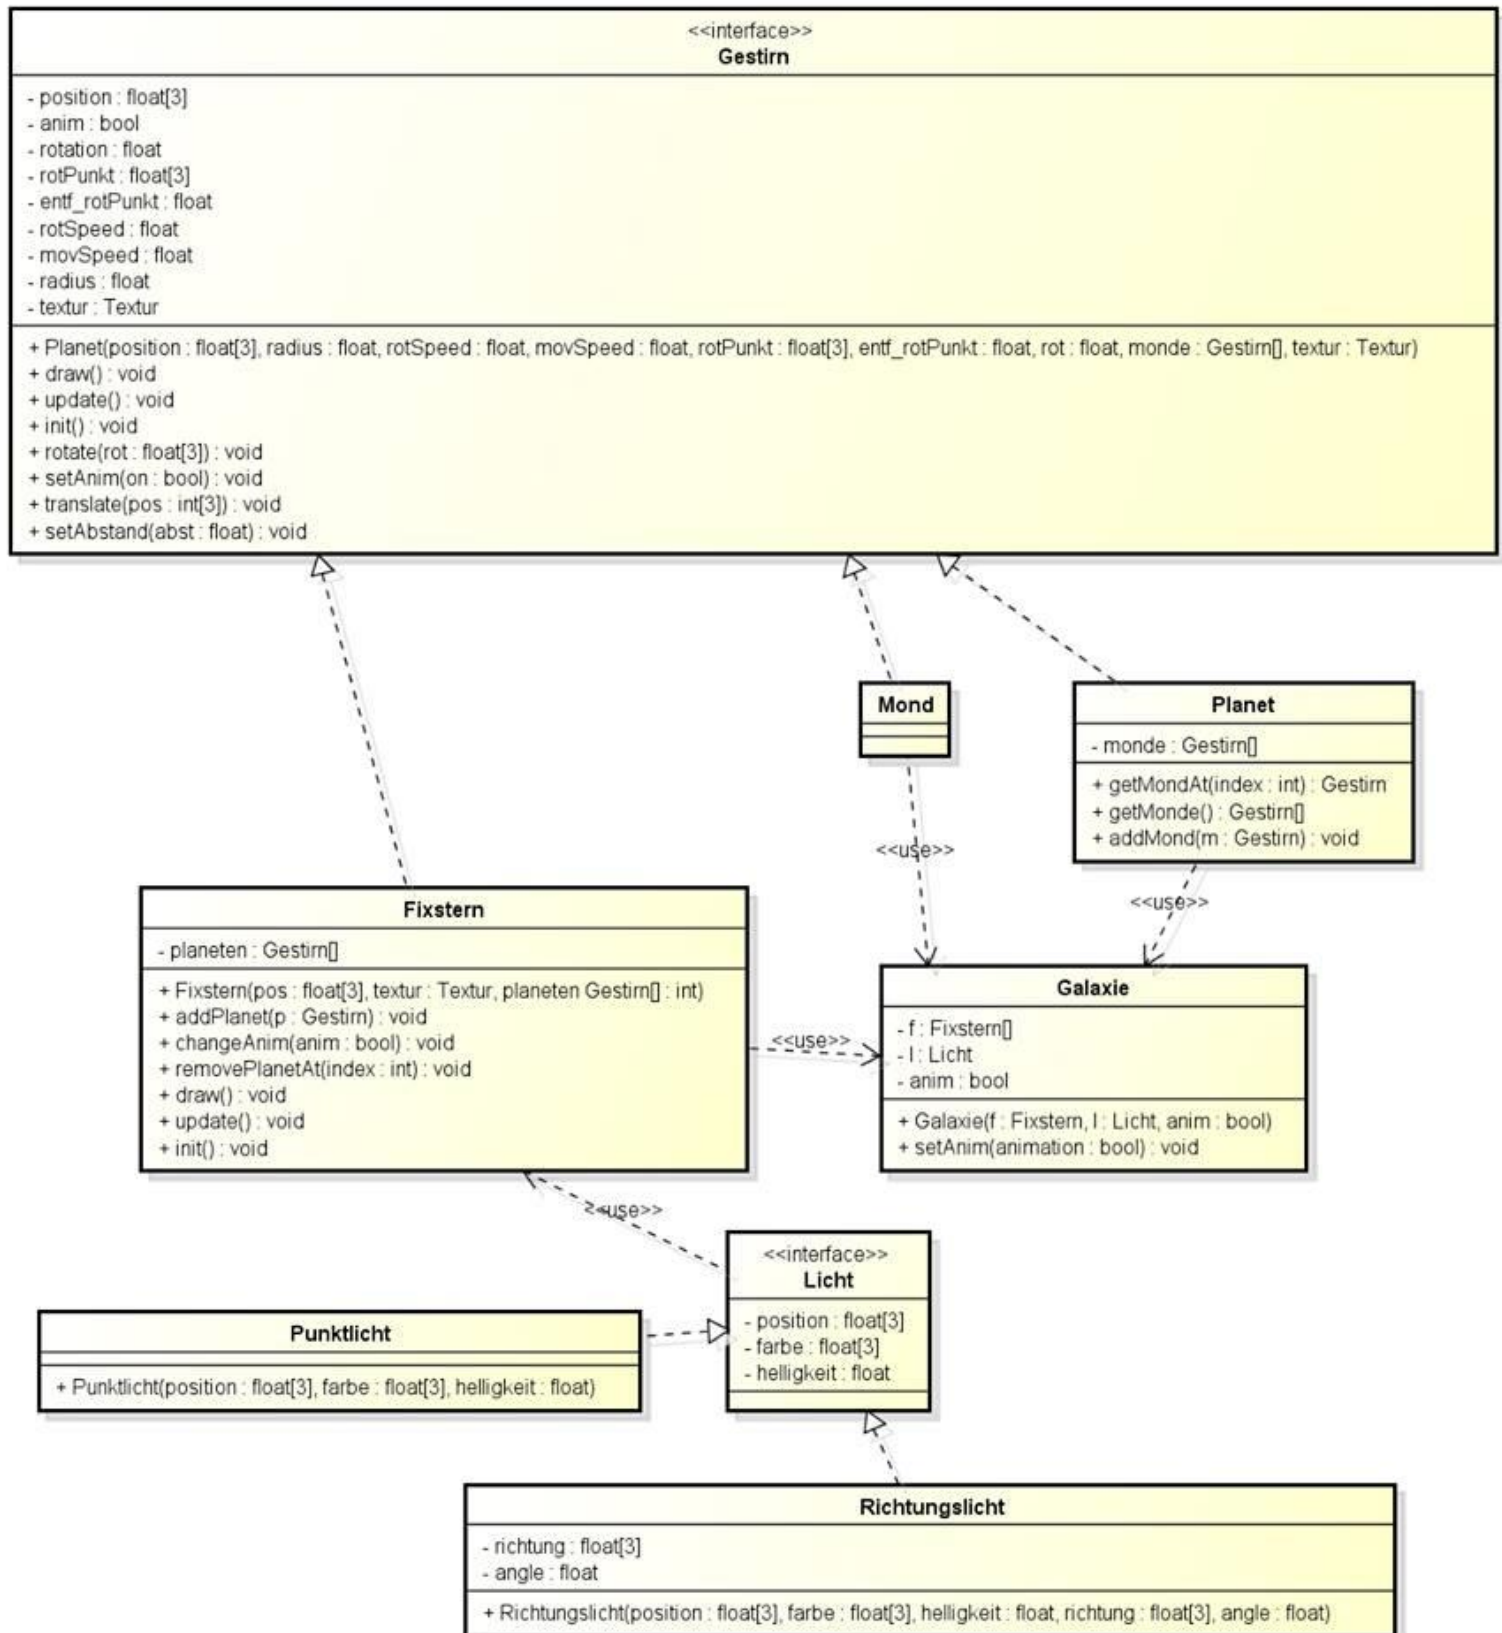 <<interface>>
Gestirn
- position : float[3]
- anim : bool
- rotation : float
- rotPunkt : float[3]
- entf_rotPunkt : float
- rotSpeed : float
- movSpeed : float
- radius : float
- textur : Textur
+ Planet(position : float[3], radius : float, rotSpeed : float, movSpeed : float, rotPunkt : float[3], entf_rotPunkt : float, rot : float, monde : Gestirn[], textur : Textur)
+ draw() : void
+ update() : void
+ init() : void
+ rotate(rot : float[3]) : void
+ setAnim(on : bool) : void
+ translate(pos : int[3]) : void
+ setAbstand(abst : float) : void
Mond
Planet
- monde : Gestirn[]
+ getMondAt(index : int) : Gestirn
+ getMonde() : Gestirn[]
+ addMond(m : Gestirn) : void
<<use>>
<<use>>
Fixstern
- planeten : Gestirn[]
+ Fixstern(pos : float[3], textur : Textur, planeten Gestirn[] : int)
+ addPlanet(p : Gestirn) : void
+ changeAnim(anim : bool) : void
+ removePlanetAt(index : int) : void
+ draw() : void
+ update() : void
+ init() : void
<<use>>
Galaxie
- f : Fixstern[]
- l : Licht
- anim : bool
+ Galaxie(f : Fixstern, l : Licht, anim : bool)
+ setAnim(animation : bool) : void
<<use>>
<<interface>>
Licht
- position : float[3]
- farbe : float[3]
- helligkeit : float
Punktlicht
+ Punktlicht(position : float[3], farbe : float[3], helligkeit : float)
Richtungslicht
- richtung : float[3]
- angle : float
+ Richtungslicht(position : float[3], farbe : float[3], helligkeit : float, richtung : float[3], angle : float)